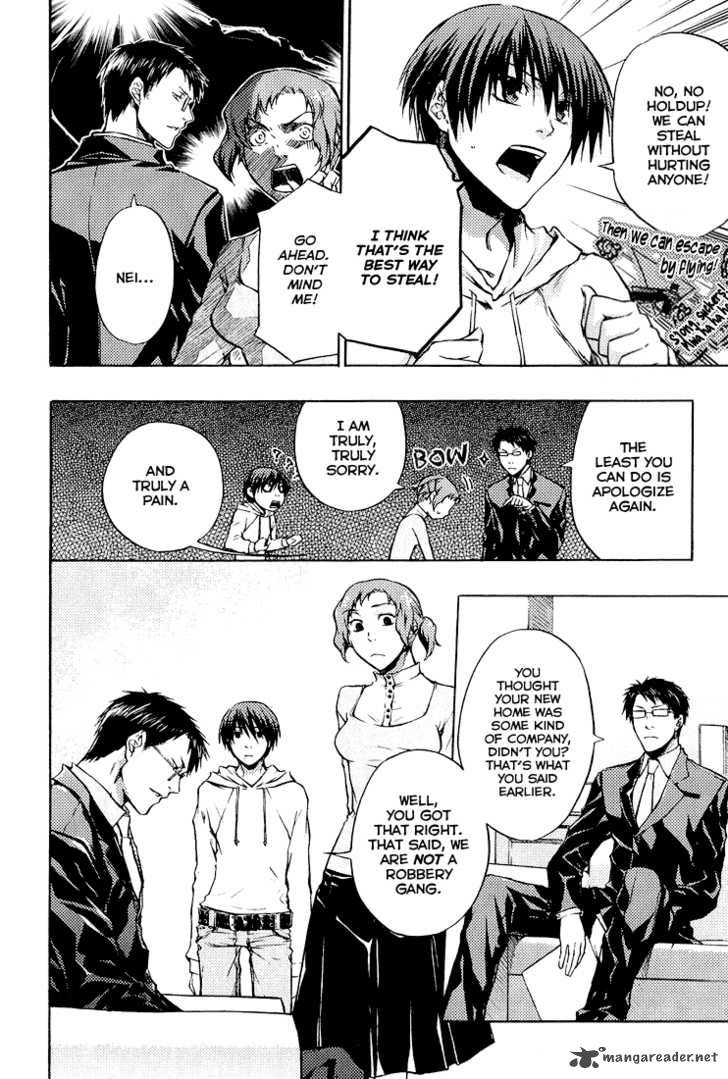 NO, NO
HOLDUP!
WE CAN
STEAL
WITHOUT
HURTING
ANYONE!
Then we can escape
by flying!
I THINK
THAT'S THE
BEST WAY
TO STEAL!
GO
AHEAD.
DON'T
MIND
ME!
NEI...
THE
LEAST YOU
CAN DO IS
APOLOGIZE
AGAIN.
BOW
I AM
TRULY,
TRULY
SORRY.
???
AND
TRULY A
PAIN.
YOU
THOUGHT
YOUR NEW
HOME WAS
SOME KIND
OF COMPANY,
DIDN'T YOU?
THAT'S WHAT
YOU SAID
EARLIER.
WELL,
YOU GOT
THAT RIGHT.
THAT SAID, WE
ARE NOT A
ROBBERY
GANG.
mangareader.net